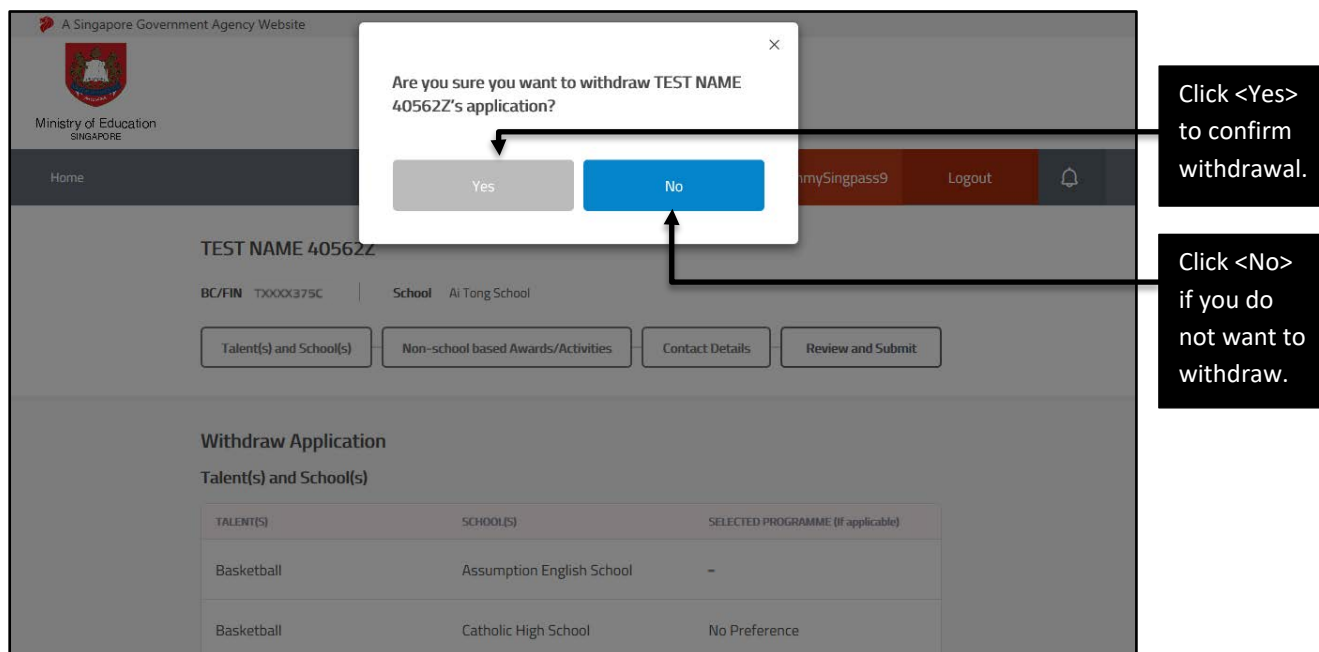 A Singapore Government Agency Website
Ministry of Education
SINGAPORE
×
Are you sure you want to withdraw TEST NAME
40562Z's application?
Yes
No
Home
mySingpass9
Logout
TEST NAME 40562Z
BC/FIN TXXXX375C School Ai Tong School
Talent(s) and School(s)
Non-school based Awards/Activities
Contact Details
Review and Submit
Withdraw Application
Talent(s) and School(s)
TALENT(S) SCHOOL(S) SELECTED PROGRAMME (If applicable)
Basketball Assumption English School –
Basketball Catholic High School No Preference
Click <Yes>
to confirm
withdrawal.
Click <No>
if you do
not want to
withdraw.